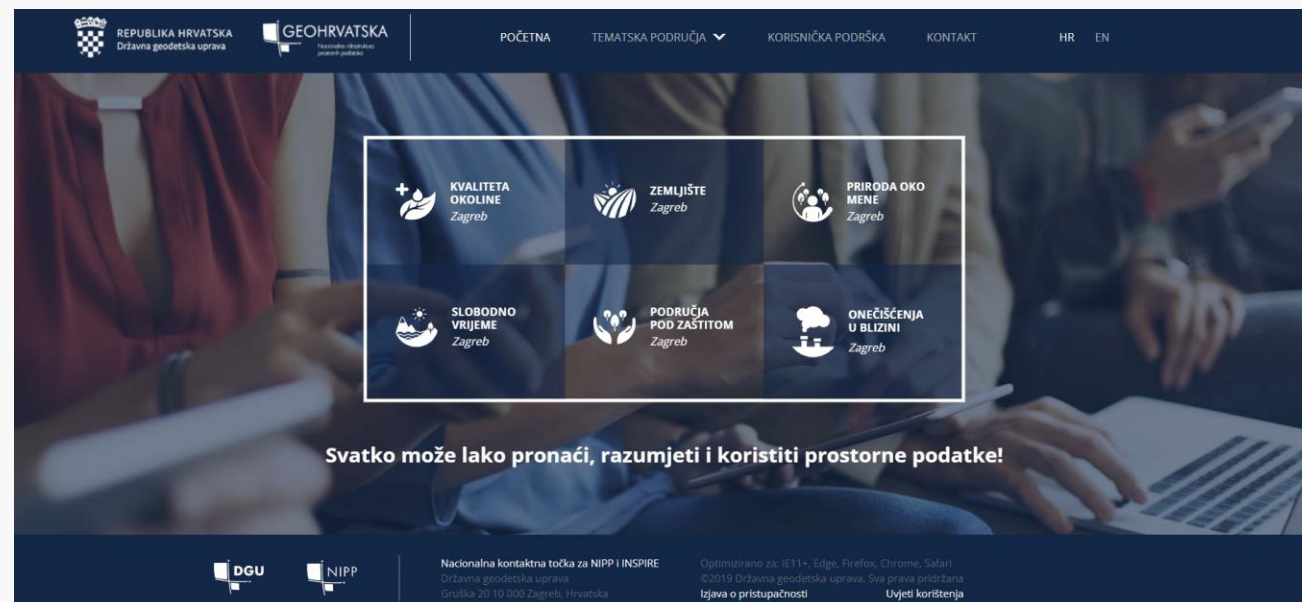 REPUBLIKA HRVATSKA
Državna geodetska uprava
GEOHRVATSKA
Nacionalna infrastruktura
prostornih podataka
POČETNA
TEMATSKA PODRUČJA
KORISNIČKA PODRŠKA
KONTAKT
HR
EN
KVALITETA
OKOLINE
Zagreb
ZEMLJIŠTE
Zagreb
PRIRODA OKO
MENE
Zagreb
SLOBODNO
VRIJEME
Zagreb
PODRUČJA
POD ZAŠTITOM
Zagreb
ONEČIŠĆENJA
U BLIZINI
Zagreb
Svatko može lako pronaći, razumjeti i koristiti prostorne podatke!
DGU
NIPP
Nacionalna kontaktna točka za NIPP i INSPIRE
Državna geodetska uprava
Gruška 20 10 000 Zagreb, Hrvatska
Optimizirano za: IE11+, Edge, Firefox, Chrome, Safari
©2019 Državna geodetska uprava. Sva prava pridržana
Izjava o pristupačnosti
Uvjeti korištenja